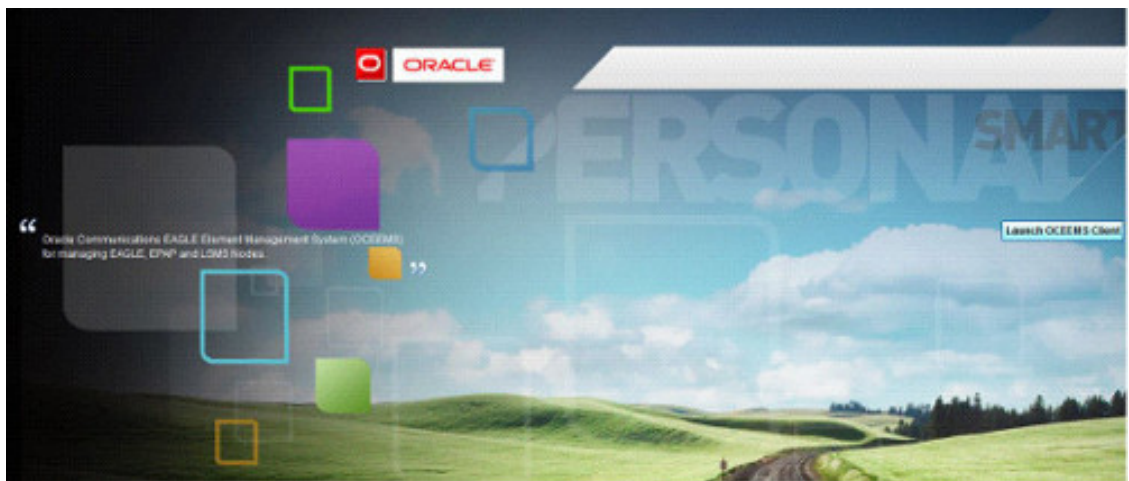 O ORACLE
PERSONAL
SMART
“ Oracle Communications EAGLE Element Management System (OCEEMS)
for managing EAGLE, EPAP and LSMS Nodes. ”
Launch OCEEMS Client